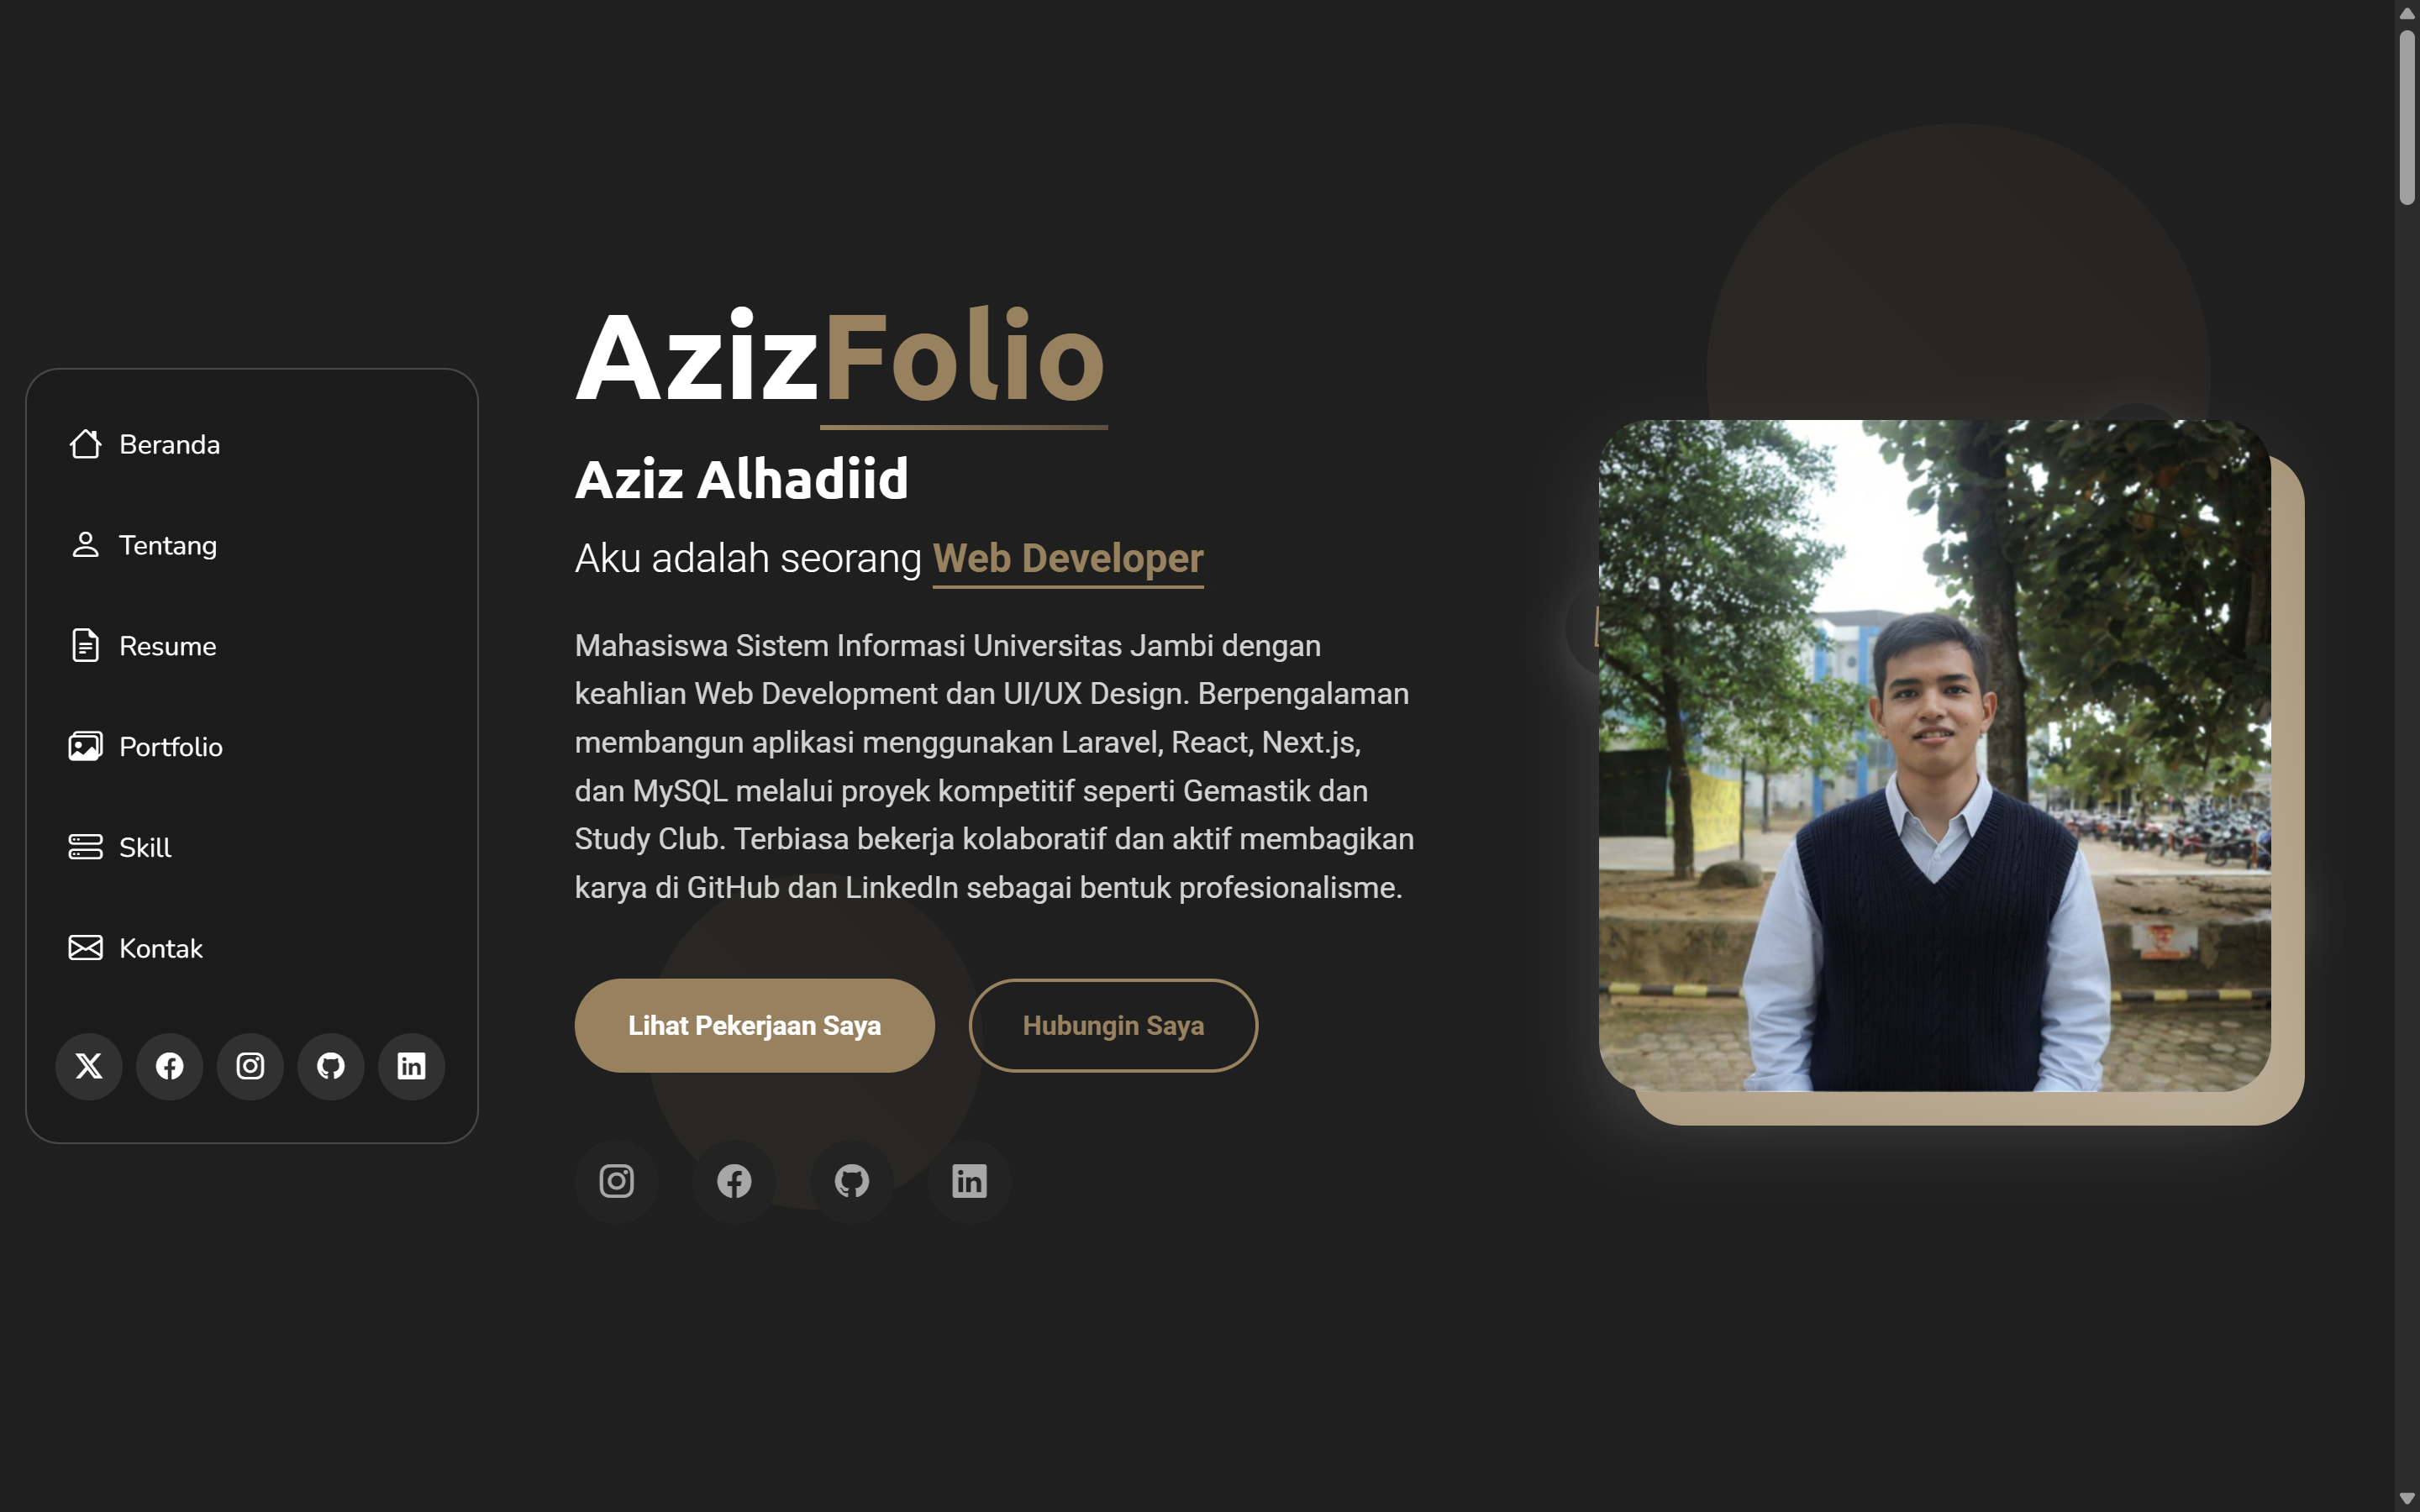 Beranda
Tentang
Resume
Portfolio
Skill
Kontak
AzizFolio
Aziz Alhadiid
Aku adalah seorang Web Developer
Mahasiswa Sistem Informasi Universitas Jambi dengan
keahlian Web Development dan UI/UX Design. Berpengalaman
membangun aplikasi menggunakan Laravel, React, Next.js,
dan MySQL melalui proyek kompetitif seperti Gemastik dan
Study Club. Terbiasa bekerja kolaboratif dan aktif membagikan
karya di GitHub dan LinkedIn sebagai bentuk profesionalisme.
Lihat Pekerjaan Saya
Hubungin Saya